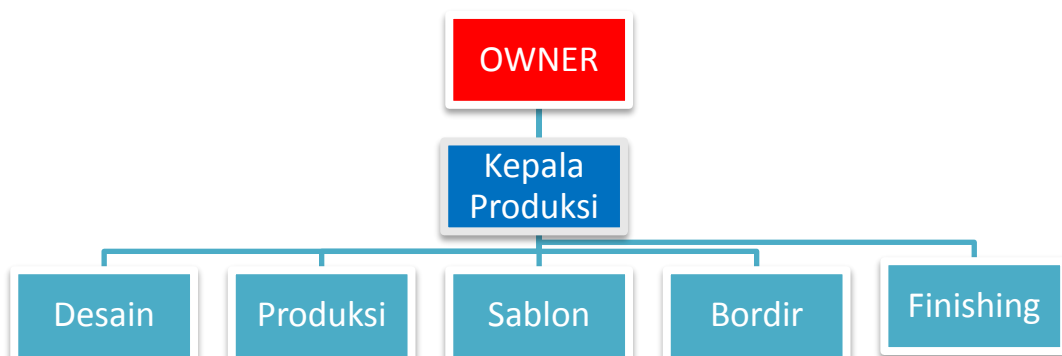 OWNER
Kepala
Produksi
Desain
Produksi
Sablon
Bordir
Finishing